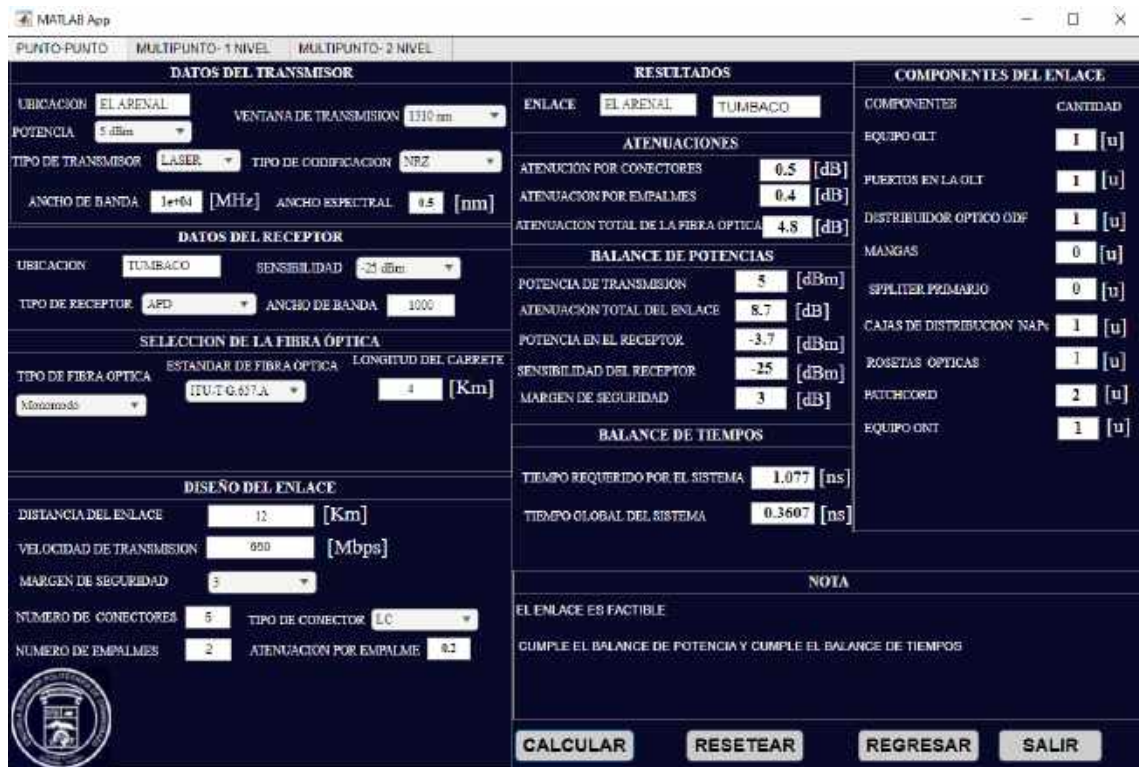 MATLAB App
PUNTO-PUNTO MULTIPUNTO- 1 NIVEL MULTIPUNTO- 2 NIVEL
DATOS DEL TRANSMISOR
UBICACION EL ARENAL
VENTANA DE TRANSMISION 1310 nm
POTENCIA 5 dBm
TIPO DE TRANSMISOR LASER TIPO DE CODIFICACION NRZ
ANCHO DE BANDA 1e+04 [MHz] ANCHO ESPECTRAL 0.5 [nm]
DATOS DEL RECEPTOR
UBICACION TUMBACO SENSIBILIDAD -25 dBm
TIPO DE RECEPTOR APD ANCHO DE BANDA 1000
SELECCION DE LA FIBRA ÓPTICA
TIPO DE FIBRA OPTICA Monomodo
ESTANDAR DE FIBRA OPTICA ITU-T G.657.A
LONGITUD DEL CARRETE 4 [Km]
DISEÑO DEL ENLACE
DISTANCIA DEL ENLACE 12 [Km]
VELOCIDAD DE TRANSMISION [Mbps]
MARGEN DE SEGURIDAD 3
NUMERO DE CONECTORES TIPO DE CONECTOR LC
NUMERO DE EMPALMES 2 ATENUACION POR EMPALME 0.2
RESULTADOS
ENLACE EL ARENAL TUMBACO
ATENUACIONES
ATENUCION POR CONECTORES 0.5 [dB]
ATENUACION POR EMPALMES 0.4 [dB]
ATENUACION TOTAL DE LA FIBRA OPTICA 4.8 [dB]
BALANCE DE POTENCIAS
POTENCIA DE TRANSMISION 5 [dBm]
ATENUACIÓN TOTAL DEL ENLACE 8.7 [dB]
POTENCIA EN EL RECEPTOR -3.7 [dBm]
SENSIBILIDAD DEL RECEPTOR -25 [dBm]
MARGEN DE SEGURIDAD 3 [dB]
BALANCE DE TIEMPOS
TIEMPO REQUERIDO POR EL SISTEMA 1.077 [ns]
TIEMPO GLOBAL DEL SISTEMA 0.3607 [ns]
COMPONENTES DEL ENLACE
COMPONENTES CANTIDAD
EQUIPO OLT 1 [u]
PUERTOS EN LA OLT 1 [u]
DISTRIBUIDOR OPTICO ODF 1 [u]
MANGAS 0 [u]
SPPLITER PRIMARIO 0 [u]
CAJAS DE DISTRIBUCION NAPs 1 [u]
ROSETAS OPTICAS 1 [u]
PATCHCORD 2 [u]
EQUIPO ONT 1 [u]
NOTA
EL ENLACE ES FACTIBLE
CUMPLE EL BALANCE DE POTENCIA Y CUMPLE EL BALANCE DE TIEMPOS
CALCULAR RESETEAR REGRESAR SALIR